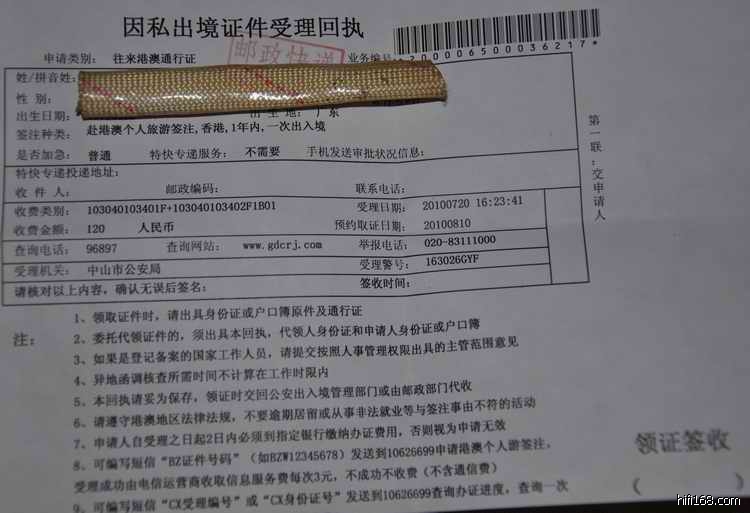 因私出境证件受理回执
申请类别: 往来港澳通行证
邮政快递
业务编号:
*2000065000036217*
姓/拼音姓:
性 别:
出生日期: 出 生 地: 广东
签注种类: 赴港澳个人旅游签注,香港,1年内,一次出入境
是否加急: 普通 特快专递服务: 不需要 手机发送审批状况信息:
特快专递投递地址:
收 件 人: 邮政编码: 联系电话:
收费类别: 103040103401F+103040103402F1B01 受理日期: 20100720 16:23:41
收费金额: 120 人民币 预约取证日期: 20100810
查询电话: 96897 查询网站: www.gdcrj.com 举报电话: 020-83111000
受理机关: 中山市公安局 受理警号: 163026GYF
请核对以上内容, 确认无误后签名: 签收时间:
第一联:交申请人
注:
1、领取证件时, 请出具身份证或户口簿原件及通行证
2、委托代领证件的, 须出具本回执, 代领人身份证和申请人身份证或户口簿
3、如果是登记备案的国家工作人员, 请提交按照人事管理权限出具的主管范围意见
4、异地函调核查所需时间不计算在工作时限内
5、本回执请妥为保存, 领证时交回公安出入境管理部门或由邮政部门代收
6、请遵守港澳地区法律法规, 不要逾期居留或从事非法就业等与签注事由不符的活动
7、申请人自受理之日起2日内必须到指定银行缴纳办证费用, 否则视为申请无效
8、可编写短信“BZ证件号码”(如BZW12345678)发送到10626699申请港澳个人游签注,
受理成功由电信运营商收取信息服务费每次3元, 不成功不收费(不含通信费)
9、可编写短信“CX受理编号”或“CX身份证号”发送到10626699查询办证进度, 查询一次
领证签收
( )
hifi168.com